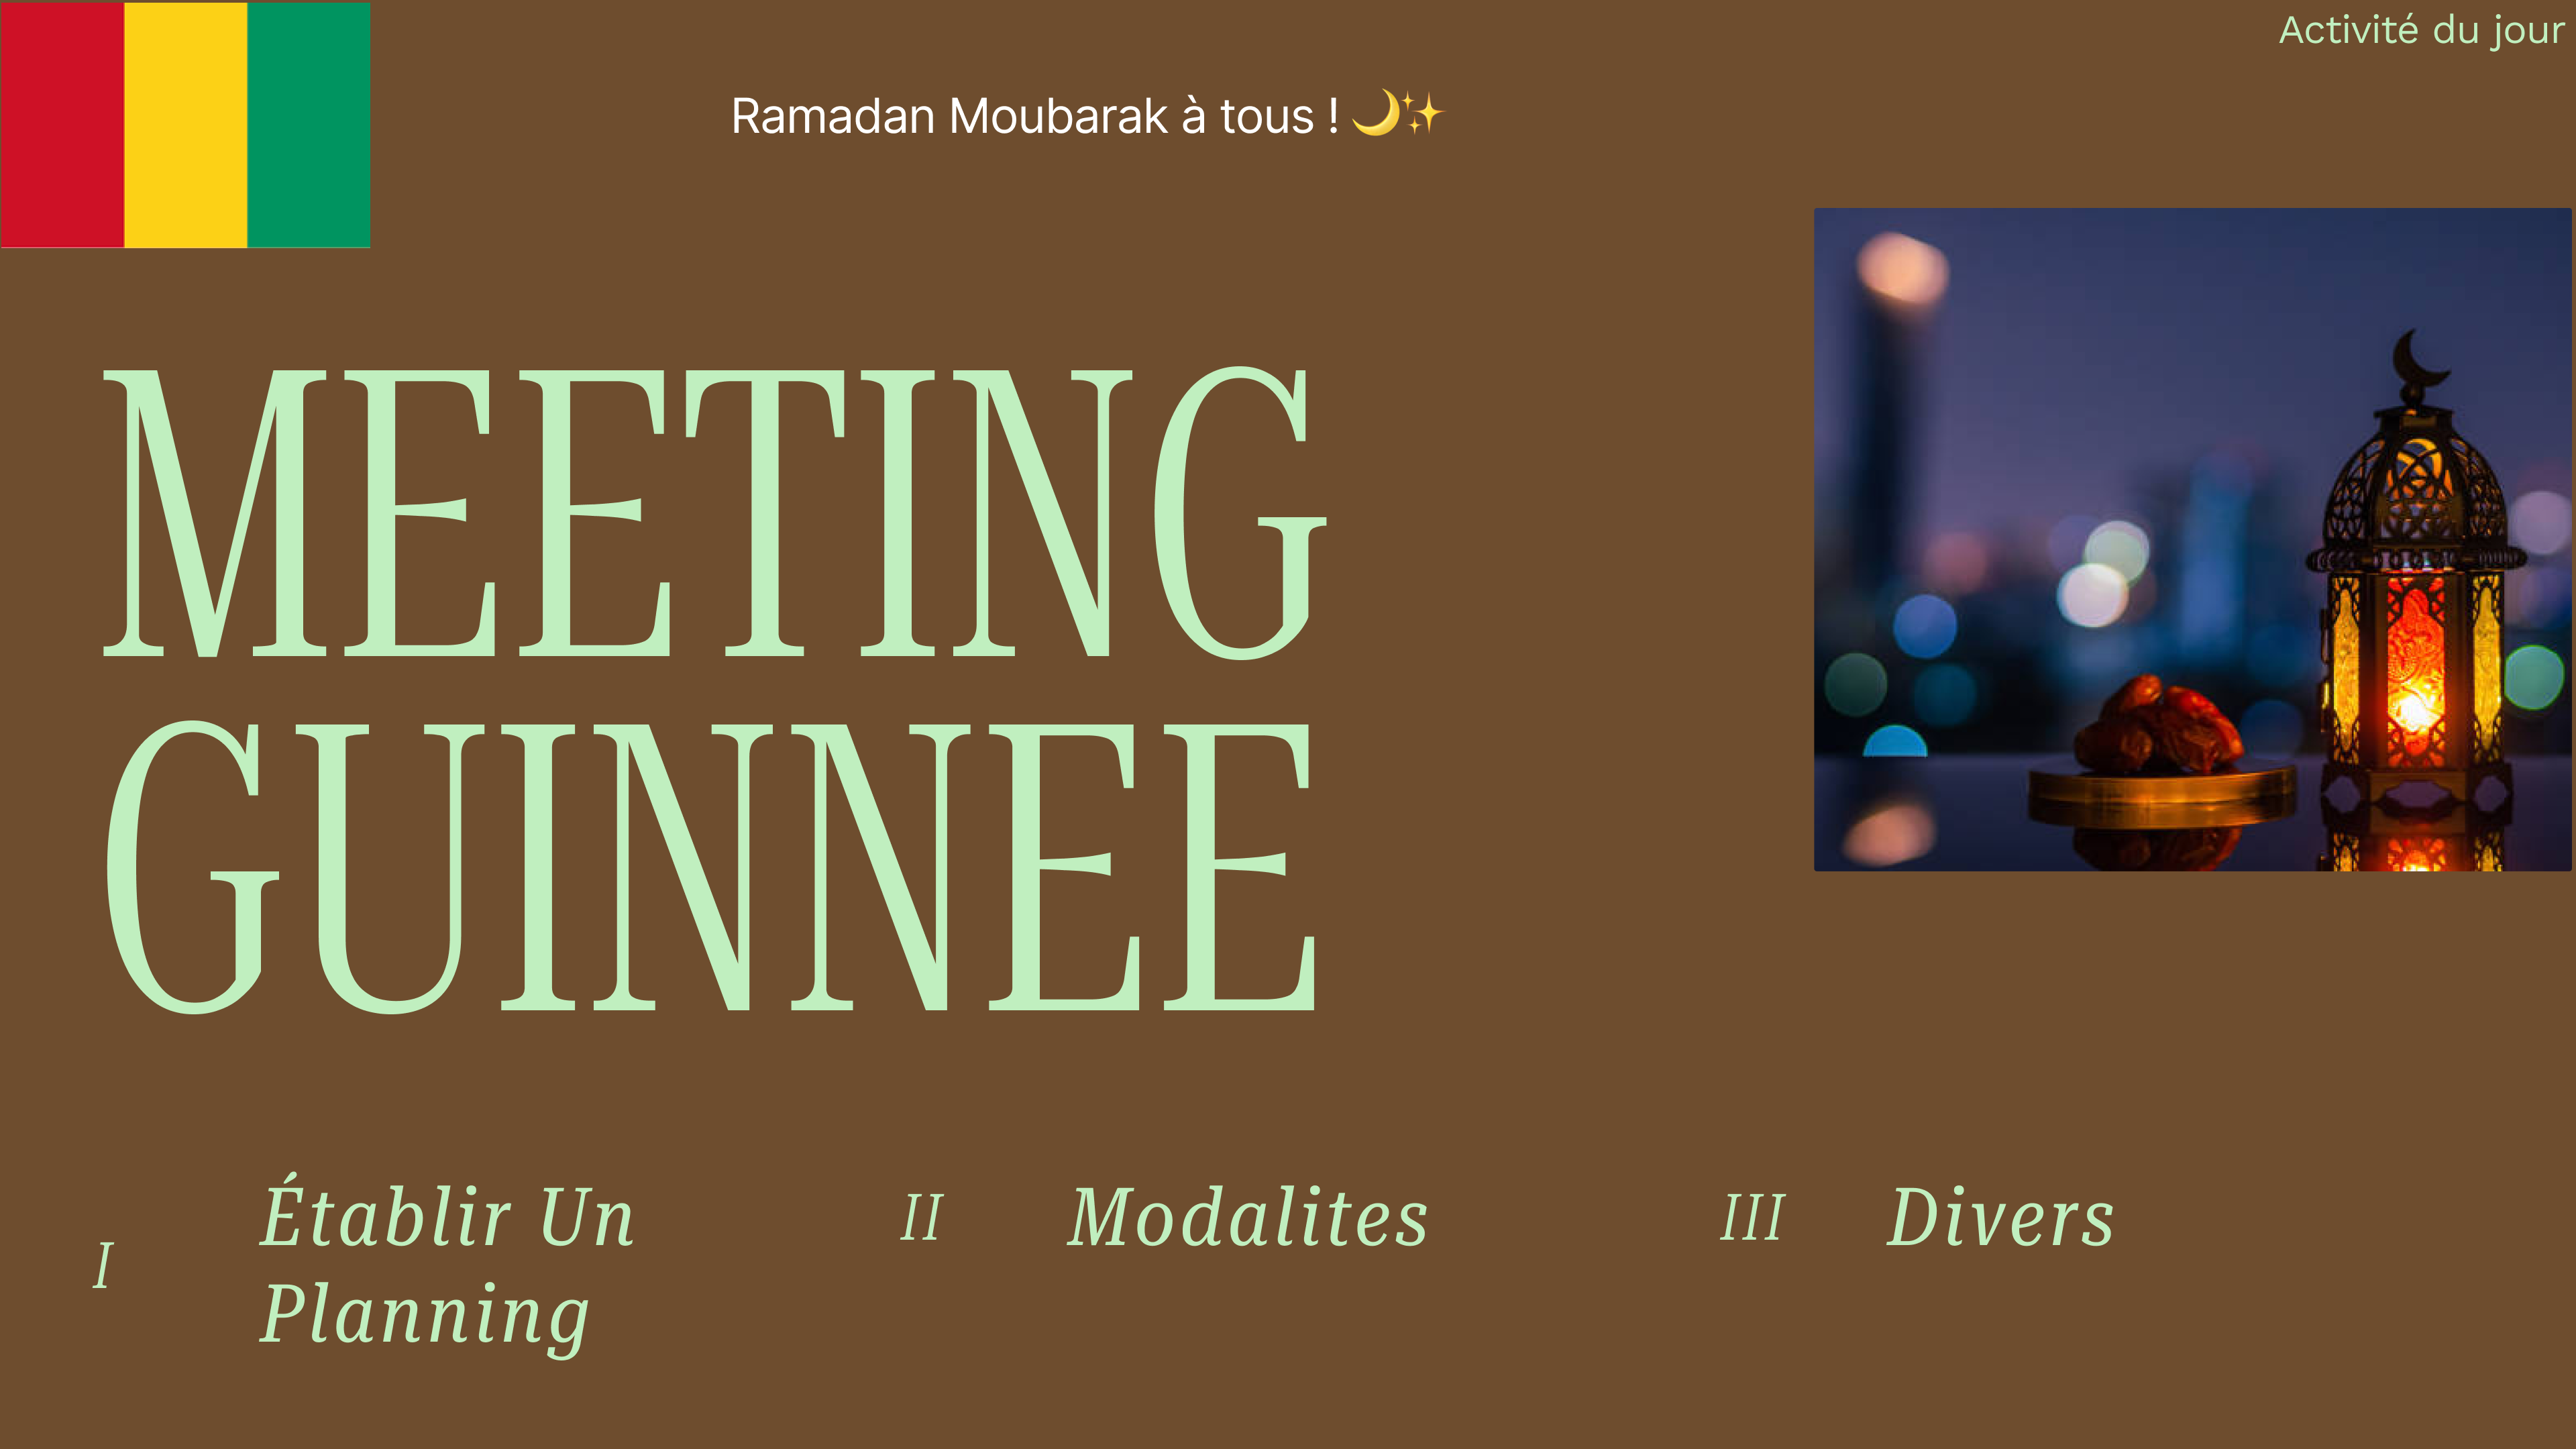 Activité du jour
Ramadan Moubarak à tous ! 🌙✨
MEETING
GUINNEE
I
Établir Un
Planning
II
Modalites
III
Divers